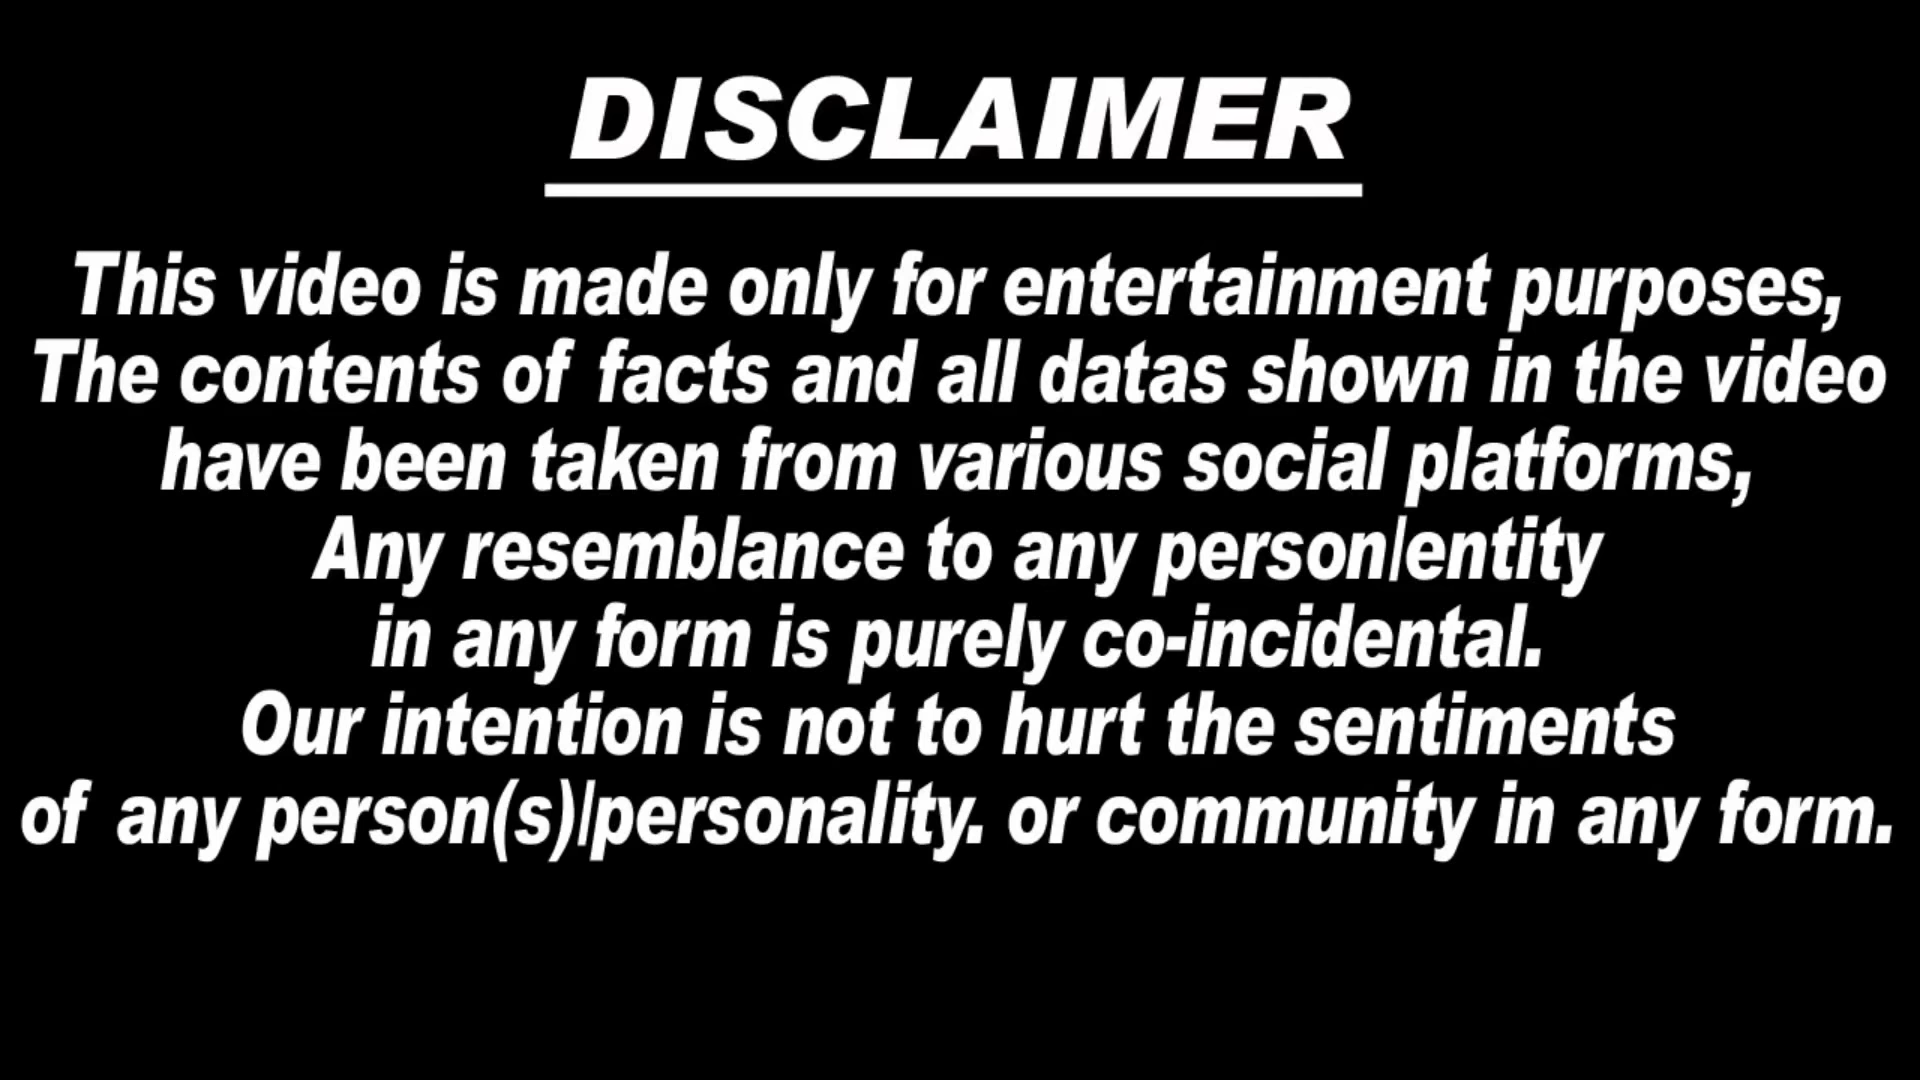 DISCLAIMER
This video is made only for entertainment purposes,
The contents of facts and all datas shown in the video
have been taken from various social platforms,
Any resemblance to any person|entity
in any form is purely co-incidental.
Our intention is not to hurt the sentiments
of any person(s)|personality. or community in any form.